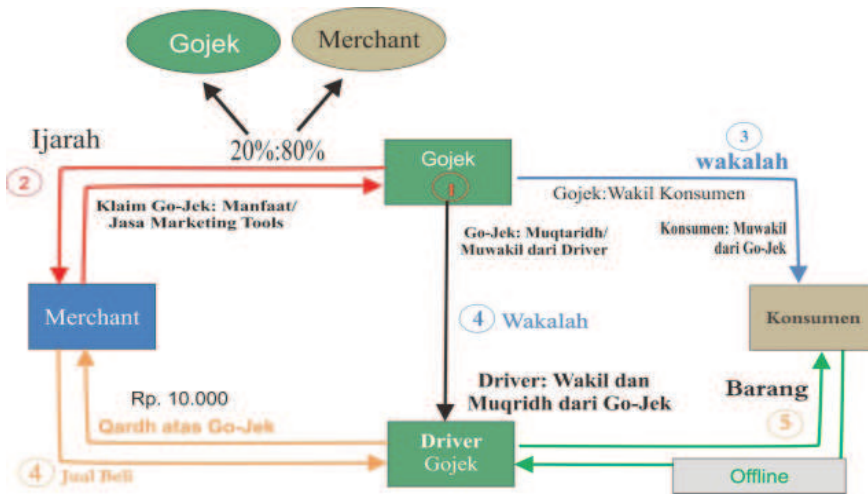 Gojek
Merchant
Ijarah
20%:80%
2
Gojek
1
3
wakalah
Gojek:Wakil Konsumen
Klaim Go-Jek: Manfaat/
Jasa Marketing Tools
Go-Jek: Muqtaridh/
Muwakil dari Driver
Konsumen: Muwakil
dari Go-Jek
Merchant
4 Wakalah
Konsumen
Rp. 10.000
Qardh atas Go-Jek
Driver: Wakil dan
Muqridh dari Go-Jek
Barang
5
4 Jual Beli
Driver
Gojek
Offline